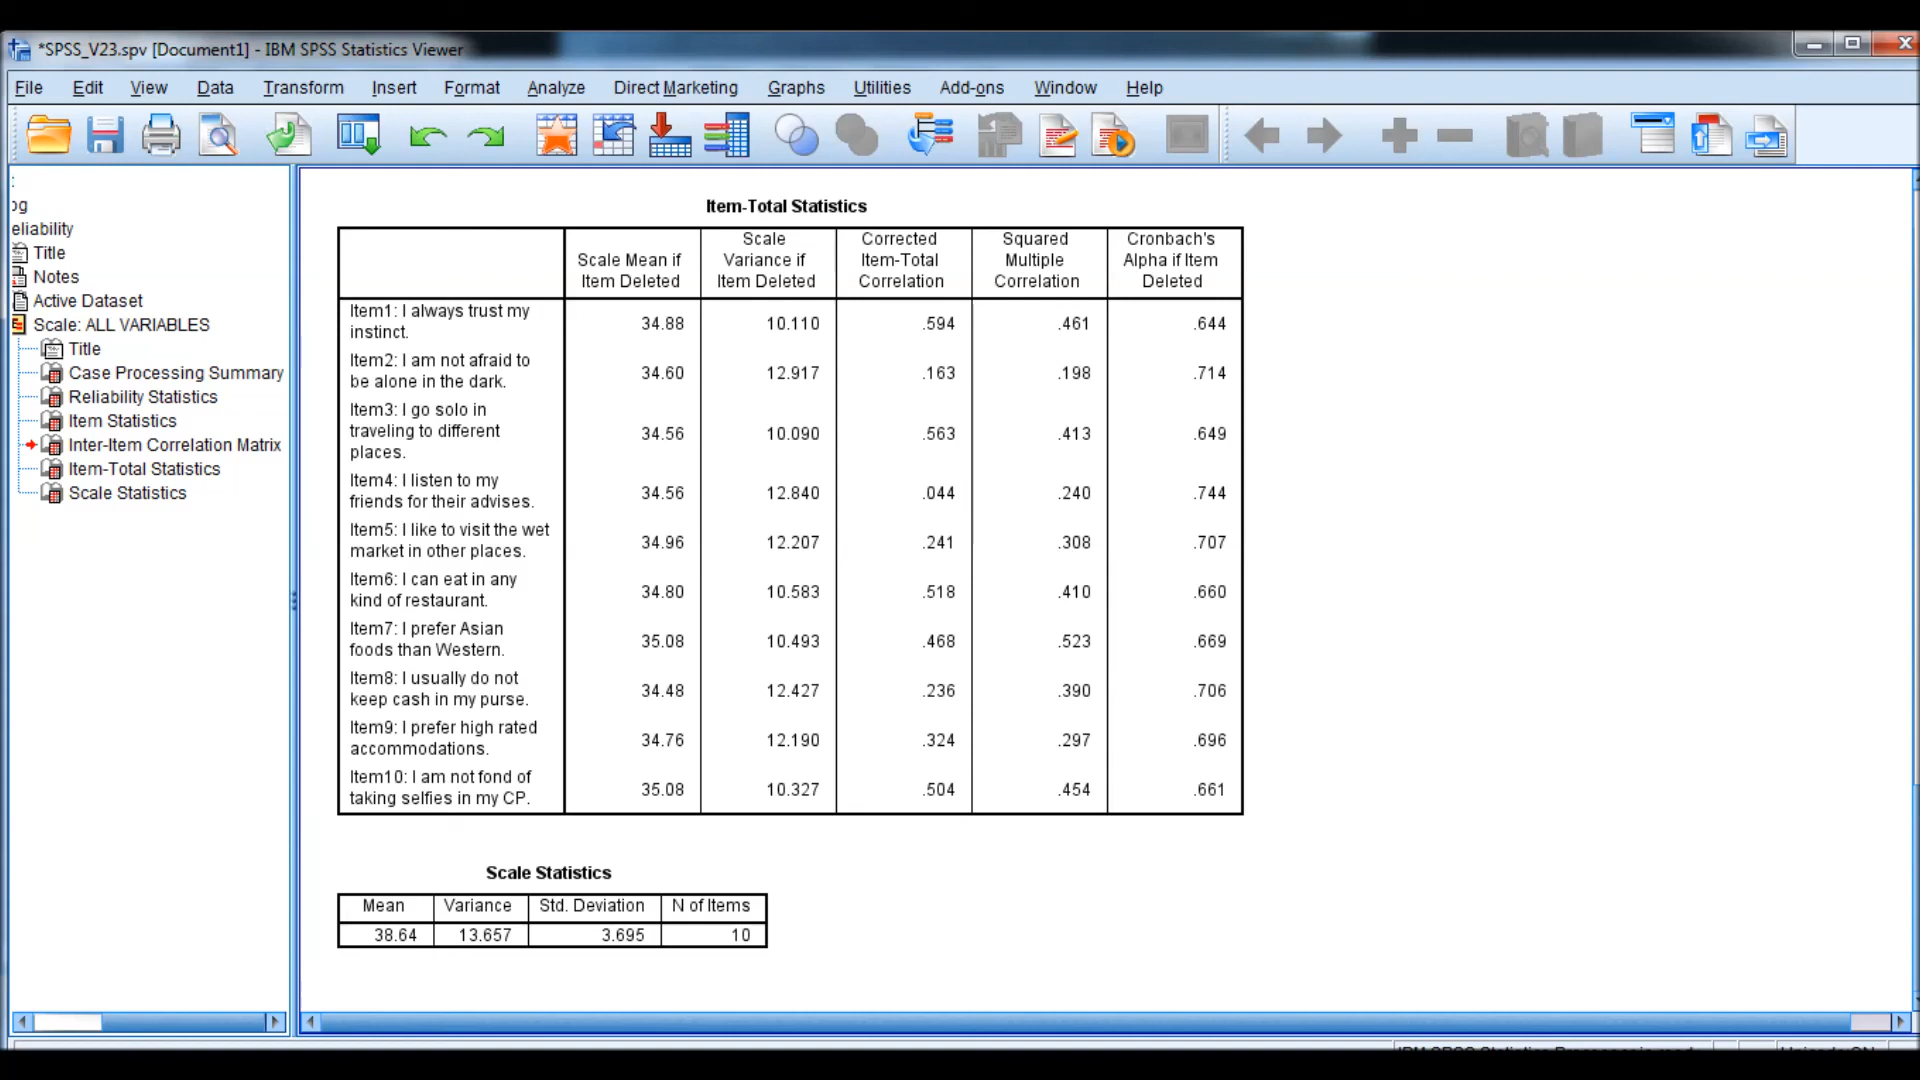 *SPSS_V23.spv [Document1] - IBM SPSS Statistics Viewer
File Edit View Data Transform Insert Format Analyze Direct Marketing Graphs Utilities Add-ons Window Help
og
eliability
Title
Notes
Active Dataset
Scale: ALL VARIABLES
Title
Case Processing Summary
Reliability Statistics
Item Statistics
Inter-Item Correlation Matrix
Item-Total Statistics
Scale Statistics
Item-Total Statistics
Scale Mean if Item Deleted Scale Variance if Item Deleted Corrected Item-Total Correlation Squared Multiple Correlation Cronbach's Alpha if Item Deleted
Item1: I always trust my instinct. 34.88 10.110 .594 .461 .644
Item2: I am not afraid to be alone in the dark. 34.60 12.917 .163 .198 .714
Item3: I go solo in traveling to different places. 34.56 10.090 .563 .413 .649
Item4: I listen to my friends for their advises. 34.56 12.840 .044 .240 .744
Item5: I like to visit the wet market in other places. 34.96 12.207 .241 .308 .707
Item6: I can eat in any kind of restaurant. 34.80 10.583 .518 .410 .660
Item7: I prefer Asian foods than Western. 35.08 10.493 .468 .523 .669
Item8: I usually do not keep cash in my purse. 34.48 12.427 .236 .390 .706
Item9: I prefer high rated accommodations. 34.76 12.190 .324 .297 .696
Item10: I am not fond of taking selfies in my CP. 35.08 10.327 .504 .454 .661
Scale Statistics
Mean Variance Std. Deviation N of Items
38.64 13.657 3.695 10